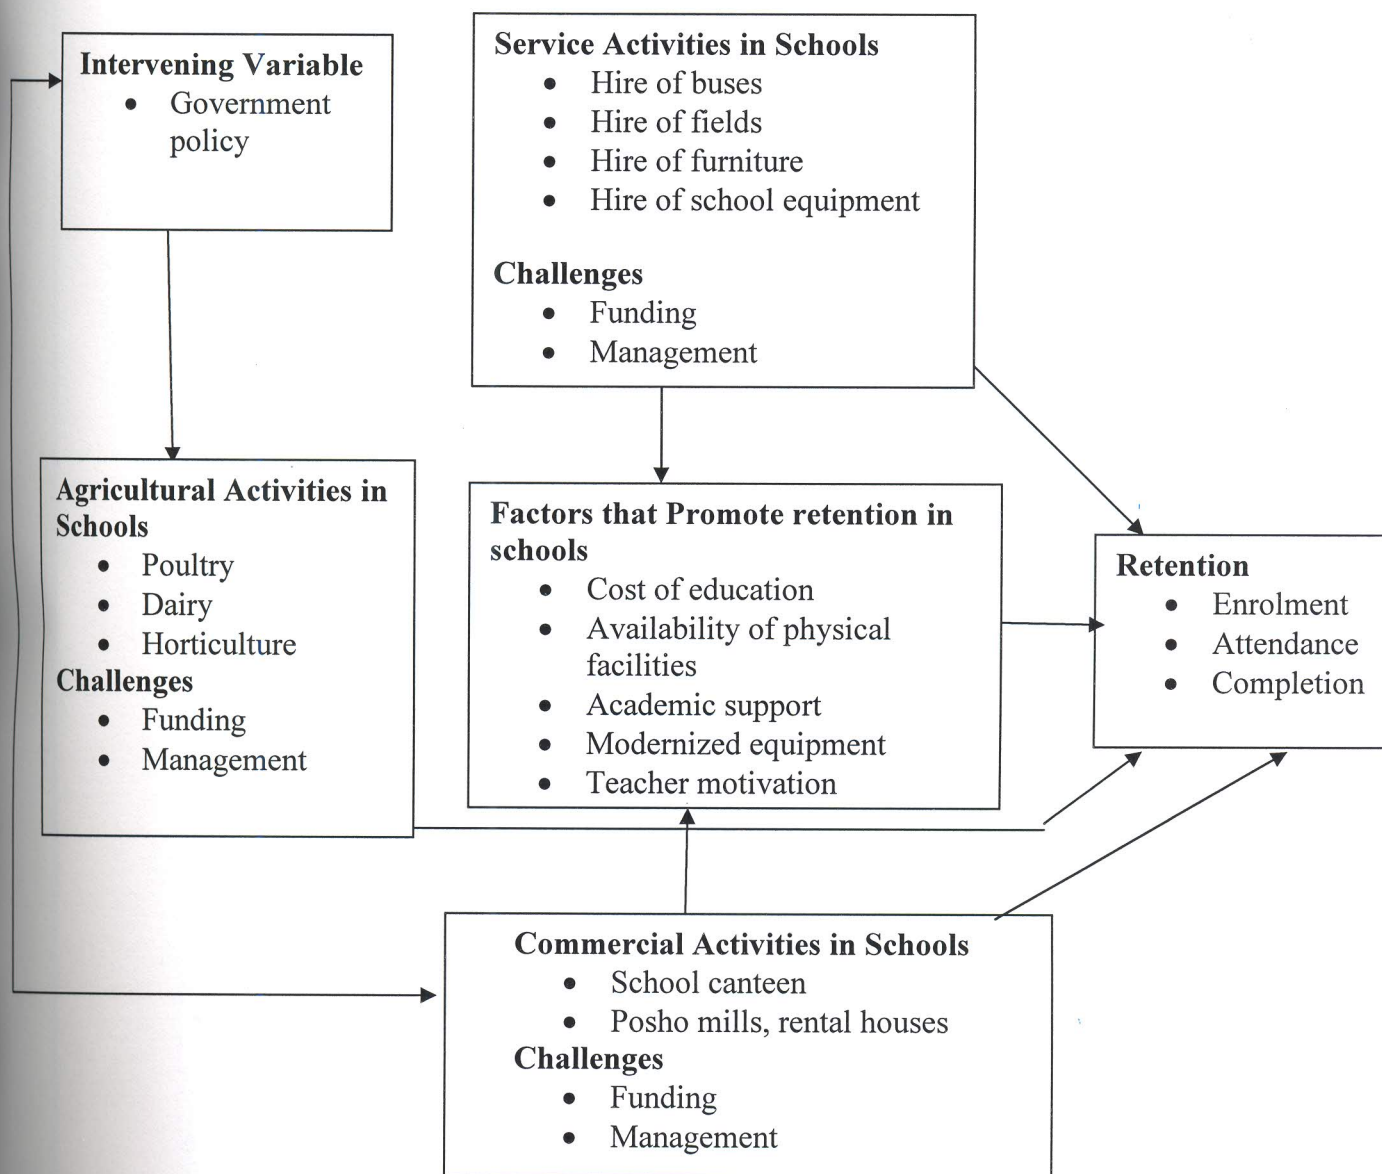 Intervening Variable
• Government
policy
Service Activities in Schools
• Hire of buses
• Hire of fields
• Hire of furniture
• Hire of school equipment
Challenges
• Funding
• Management
Agricultural Activities in
Schools
• Poultry
• Dairy
• Horticulture
Challenges
• Funding
• Management
Factors that Promote retention in
schools
• Cost of education
• Availability of physical
facilities
• Academic support
• Modernized equipment
• Teacher motivation
Retention
• Enrolment
• Attendance
• Completion
Commercial Activities in Schools
• School canteen
• Posho mills, rental houses
Challenges
• Funding
• Management